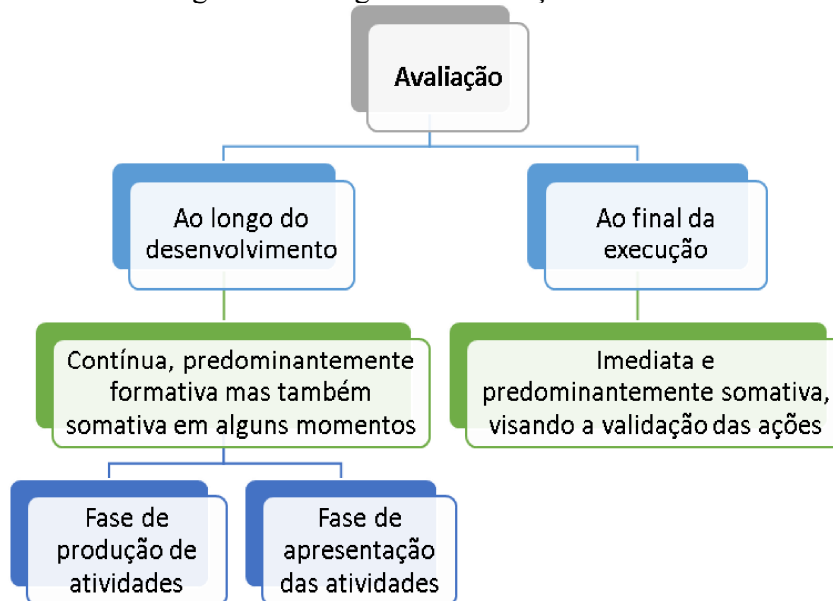 Avaliação
Ao longo do
desenvolvimento
Ao final da
execução
Contínua, predominantemente
formativa mas também
somativa em alguns momentos
Imediata e
predominantemente somativa,
visando a validação das ações
Fase de
produção de
atividades
Fase de
apresentação
das atividades